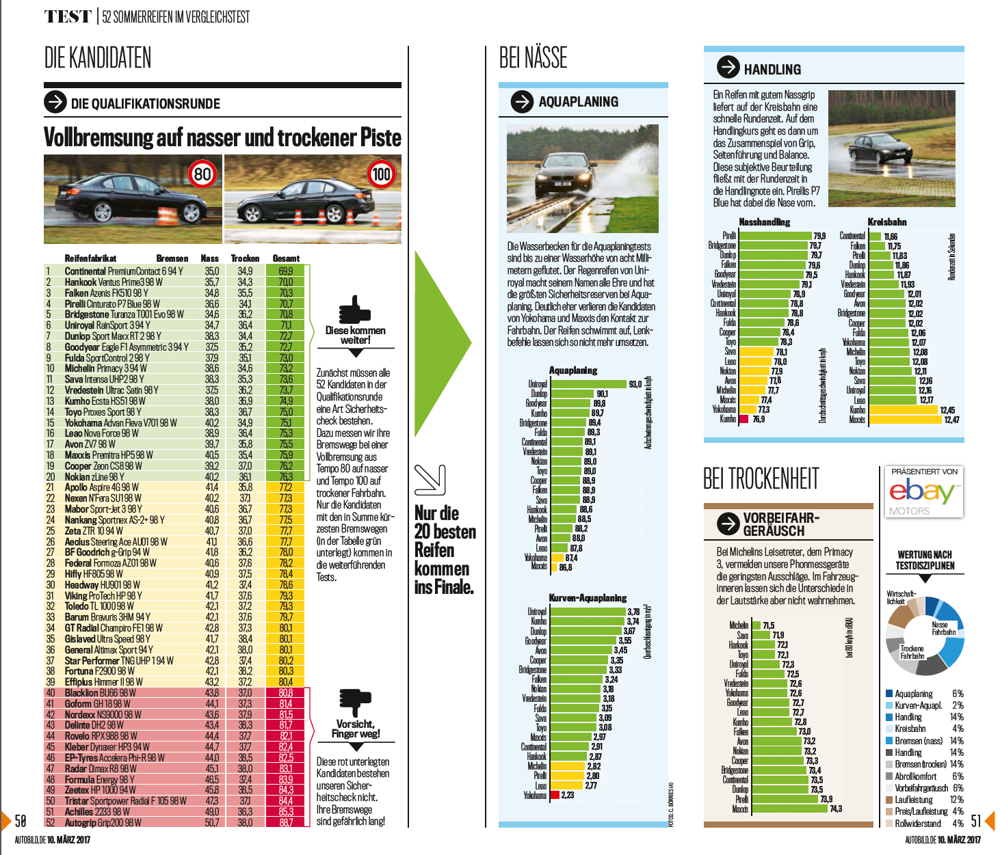 TEST | 52 SOMMERREIFEN IM VERGLEICHSTEST
DIE KANDIDATEN
DIE QUALIFIKATIONSRUNDE
Vollbremsung auf nasser und trockener Piste
80
100
Reifenfabrikat Bremsen Nass Trocken Gesamt
1 Continental PremiumContact 6 94 Y 35,0 34,9 69,9
2 Hankook Ventus Prime3 98 W 35,7 34,3 70,0
3 Falken Azenis FK510 98 Y 34,8 35,5 70,3
4 Pirelli Cinturato P7 Blue 98 W 36,6 34,1 70,7
5 Bridgestone Turanza T001 Evo 98 W 34,6 36,2 70,8
6 Uniroyal RainSport 3 94 Y 34,7 36,4 71,1
7 Dunlop Sport Maxx RT 2 98 Y 38,3 34,4 72,7
8 Goodyear Eagle F1 Asymmetric 3 94 Y 37,5 35,2 72,7
9 Fulda SportControl 2 98 Y 37,9 35,1 73,0
10 Michelin Primacy 3 94 W 38,6 34,6 73,2
11 Sava Intensa UHP2 98 Y 38,3 35,3 73,6
12 Vredestein Ultrac Satin 98 Y 37,5 36,2 73,7
13 Kumho Ecsta HS51 98 W 38,0 36,9 74,9
14 Toyo Proxes Sport 98 Y 38,3 36,7 75,0
15 Yokohama Advan Fleva V701 98 W 40,2 34,9 75,1
16 Leao Nova Force 98 W 38,9 36,4 75,3
17 Avon ZV7 98 W 39,7 35,8 75,5
18 Maxxis Premitra HP5 98 W 40,5 35,4 75,9
19 Cooper Zeon CS8 98 W 39,2 37,0 76,2
20 Nokian zLine 98 Y 40,2 36,1 76,3
21 Apollo Aspire 4G 98 W 41,4 35,8 77,2
22 Nexen N'Fera SU1 98 W 40,2 37,1 77,3
23 Mabor Sport-Jet 3 98 Y 40,6 36,7 77,3
24 Nankang Sportnex AS-2+ 98 Y 40,8 36,7 77,5
25 Zeta ZTR 10 94 W 40,7 37,0 77,7
26 Aeolus Steering Ace AU01 98 W 41,1 36,6 77,7
27 BF Goodrich g-Grip 94 W 41,8 36,2 78,0
28 Federal Formoza AZ01 98 W 40,6 37,6 78,2
29 Hifly HF805 98 W 40,9 37,5 78,4
30 Headway HU901 98 W 41,2 37,4 78,6
31 Viking ProTech HP 98 Y 41,7 37,6 79,3
32 Toledo TL 1000 98 W 42,1 37,2 79,3
33 Barum Bravuris 3HM 94 Y 42,1 37,6 79,7
34 GT Radial Champiro FE1 98 W 42,8 37,3 80,1
35 Gislaved Ultra Speed 98 Y 41,7 38,4 80,1
36 General Altimax Sport 94 Y 42,1 38,0 80,1
37 Star Performer TNG UHP 1 94 W 42,8 37,4 80,2
38 Fortuna F2900 98 W 42,1 38,2 80,3
39 Effiplus Himmer II 98 W 43,2 37,2 80,4
40 Blacklion BU66 98 W 43,8 37,0 80,8
41 Goform GH 18 98 W 44,1 37,3 81,4
42 Nordexx NS9000 98 W 43,6 37,9 81,5
43 Delinte DH2 98 W 43,4 38,3 81,7
44 Rovelo RPX 988 98 W 44,4 37,7 82,1
45 Kleber Dynaxer HP3 94 W 44,7 37,7 82,4
46 EP-Tyres Accelera Phi-R 98 W 44,0 38,5 82,5
47 Radar Dimax R8 98 W 45,1 38,0 83,1
48 Formula Energy 98 Y 46,5 37,4 83,9
49 Zeetex HP 1000 94 W 45,8 38,5 84,3
50 Tristar Sportpower Radial F 105 98 W 47,3 37,1 84,4
51 Achilles 2233 98 W 49,0 36,3 85,3
52 Autogrip Grip200 98 W 50,7 38,0 88,7
Diese kommen
weiter!
Zunächst müssen alle
52 Kandidaten in der
Qualifikationsrunde
eine Art Sicherheits-
check bestehen.
Dazu messen wir ihre
Bremswege bei einer
Vollbremsung aus
Tempo 80 auf nasser
und Tempo 100 auf
trockener Fahrbahn.
Nur die Kandidaten
mit den in Summe kür-
zesten Bremswegen
(in der Tabelle grün
unterlegt) kommen in
die weiterführenden
Tests.
Vorsicht,
Finger weg!
Diese rot unterlegten
Kandidaten bestehen
unseren Sicher-
heitscheck nicht.
Ihre Bremswege
sind gefährlich lang!
Nur die
20 besten
Reifen
kommen
ins Finale.
BEI NÄSSE
AQUAPLANING
Die Wasserbecken für die Aquaplaningtests
sind bis zu einer Wasserhöhe von acht Milli-
metern geflutet. Der Regenreifen von Uni-
royal macht seinem Namen alle Ehre und hat
die größten Sicherheitsreserven bei Aqua-
planing. Deutlich eher verlieren die Kandidaten
von Yokohama und Maxxis den Kontakt zur
Fahrbahn. Der Reifen schwimmt auf, Lenk-
befehle lassen sich so nicht mehr umsetzen.
Aquaplaning
Aufschwimmgeschwindigkeit in km/h
Uniroyal 93,0
Dunlop 90,1
Goodyear 89,8
Kumho 89,7
Bridgestone 89,4
Fulda 89,3
Continental 89,1
Vredestein 89,1
Nokian 89,0
Toyo 89,0
Cooper 88,9
Falken 88,9
Sava 88,9
Hankook 88,6
Michelin 88,5
Pirelli 88,2
Avon 88,0
Leao 87,8
Yokohama 87,4
Maxxis 86,8
Kurven-Aquaplaning
Querbeschleunigung in m/s²
Uniroyal 3,78
Kumho 3,74
Dunlop 3,67
Goodyear 3,55
Avon 3,45
Cooper 3,35
Bridgestone 3,33
Falken 3,24
Nokian 3,18
Vredestein 3,18
Fulda 3,15
Sava 3,09
Toyo 3,08
Maxxis 2,97
Continental 2,91
Hankook 2,87
Michelin 2,82
Pirelli 2,80
Leao 2,77
Yokohama 2,23
FOTOS: C. BÖRRIES (4)
HANDLING
Ein Reifen mit gutem Nassgrip
liefert auf der Kreisbahn eine
schnelle Rundenzeit. Auf dem
Handlingkurs geht es dann um
das Zusammenspiel von Grip,
Seitenführung und Balance.
Diese subjektive Beurteilung
fließt mit der Rundenzeit in
die Handlingnote ein. Pirellis P7
Blue hat dabei die Nase vorn.
Nasshandling
Durchschnittsgeschwindigkeit in km/h
Pirelli 79,9
Bridgestone 79,7
Dunlop 79,7
Falken 79,6
Goodyear 79,5
Vredestein 79,1
Uniroyal 78,9
Continental 78,8
Hankook 78,8
Fulda 78,6
Cooper 78,4
Toyo 78,3
Sava 78,1
Leao 78,0
Nokian 77,9
Avon 77,8
Michelin 77,7
Maxxis 77,4
Yokohama 77,3
Kumho 76,9
Kreisbahn
Rundenzeit in Sekunden
Continental 11,66
Falken 11,75
Pirelli 11,83
Dunlop 11,86
Hankook 11,87
Vredestein 11,93
Goodyear 12,01
Avon 12,02
Bridgestone 12,02
Cooper 12,02
Fulda 12,06
Yokohama 12,07
Michelin 12,08
Toyo 12,08
Nokian 12,11
Sava 12,16
Uniroyal 12,16
Leao 12,17
Kumho 12,45
Maxxis 12,47
BEI TROCKENHEIT
VORBEIFAHR-
GERÄUSCH
Bei Michelins Leisetreter, dem Primacy
3, vermelden unsere Phonmessgeräte
die geringsten Ausschläge. Im Fahrzeug-
inneren lassen sich die Unterschiede in
der Lautstärke aber nicht wahrnehmen.
bei 80 km/h in dB(A)
Michelin 71,5
Sava 71,9
Hankook 72,1
Toyo 72,1
Uniroyal 72,3
Fulda 72,5
Vredestein 72,6
Yokohama 72,6
Goodyear 72,7
Leao 72,7
Kumho 72,8
Falken 73,0
Avon 73,2
Nokian 73,2
Cooper 73,3
Bridgestone 73,4
Continental 73,5
Dunlop 73,5
Pirelli 73,9
Maxxis 74,3
PRÄSENTIERT VON
ebay
MOTORS
WERTUNG NACH
TESTDISZIPLINEN
Wirtschaft-
lichkeit
Nasse
Fahrbahn
Trockene
Fahrbahn
Aquaplaning 6%
Kurven-Aquapl. 2%
Handling 14%
Kreisbahn 4%
Bremsen (nass) 14%
Handling 14%
Bremsen (trocken) 14%
Abrollkomfort 6%
Vorbeifahrgeräusch 6%
Laufleistung 12%
Preis/Laufleistung 4%
Rollwiderstand 4%
50
AUTOBILD.DE 10. MÄRZ 2017
51
AUTOBILD.DE 10. MÄRZ 2017